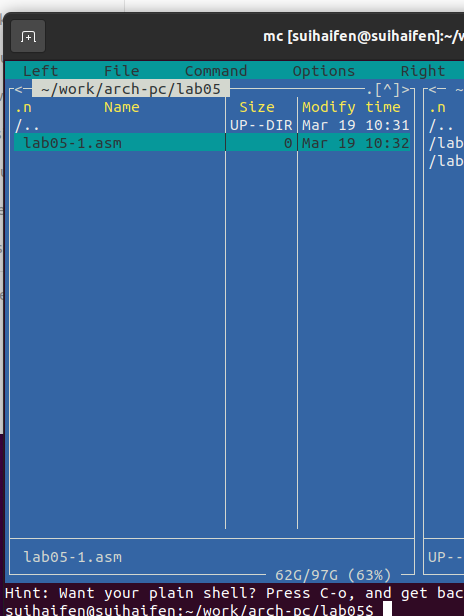 mc [suihaifen@suihaifen]:~/w
Left File Command Options Right
<─ ~/work/arch-pc/lab05 .[^]>
.n Name Size Modify time
/.. UP--DIR Mar 19 10:31
lab05-1.asm 0 Mar 19 10:32
lab05-1.asm
62G/97G (63%)
<─ ~
.n
/..
/lab
/lab
UP--
Hint: Want your plain shell? Press C-o, and get bac
suihaifen@suihaifen:~/work/arch-pc/lab05$